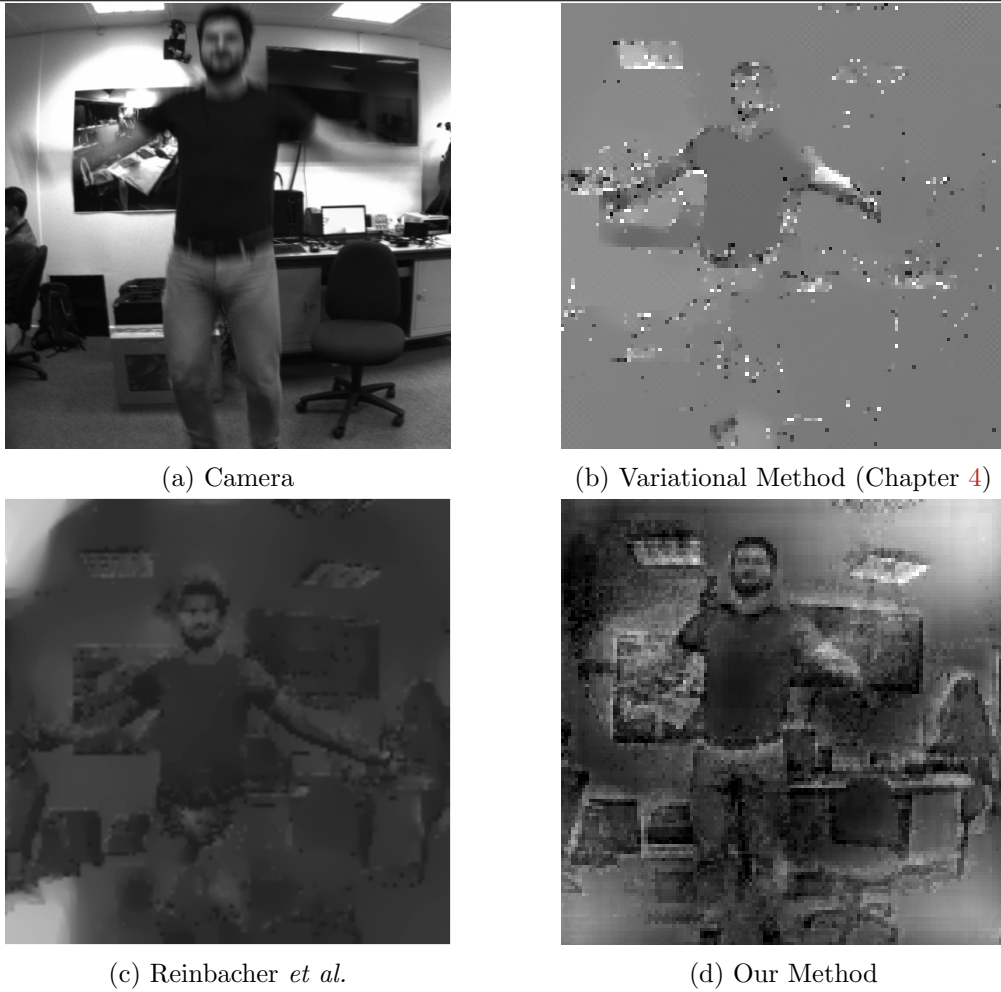 (a) Camera
(b) Variational Method (Chapter 4)
(c) Reinbacher et al.
(d) Our Method